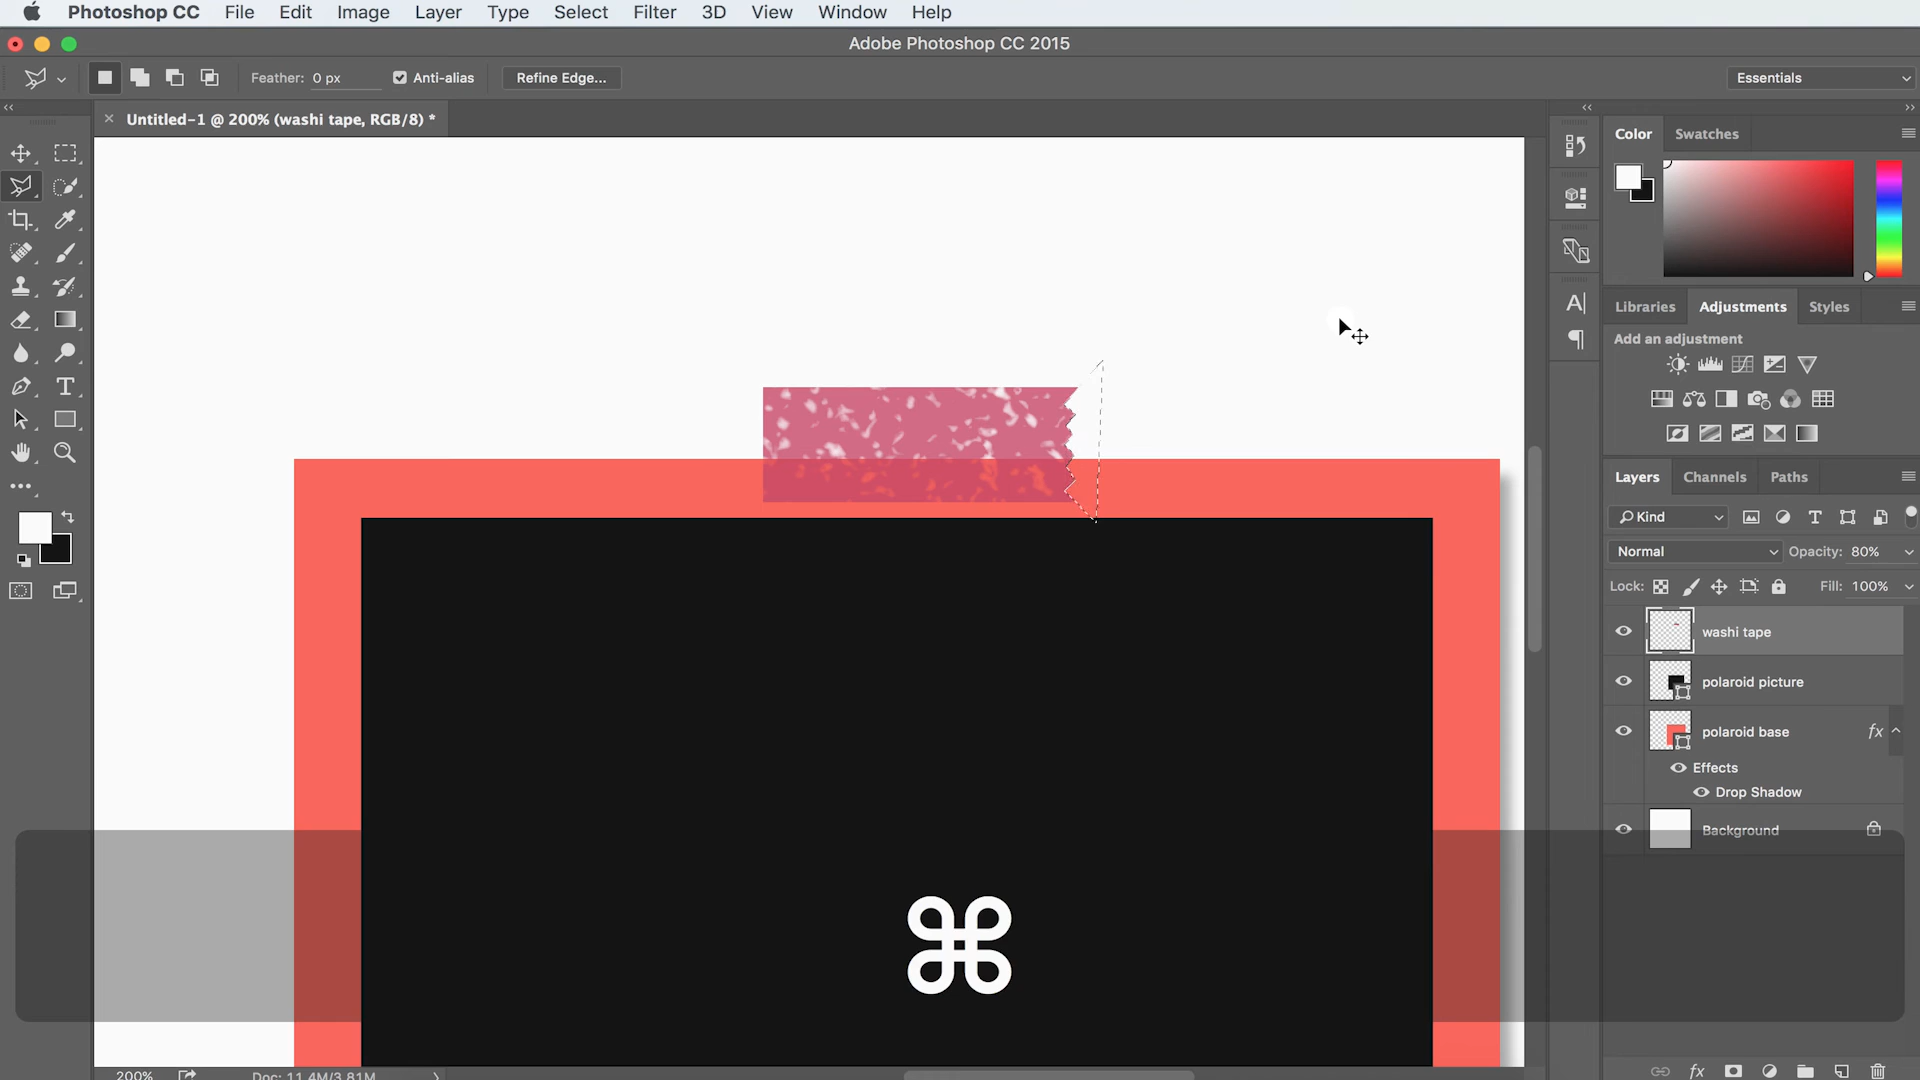 Photoshop CC File Edit Image Layer Type Select Filter 3D View Window Help
Adobe Photoshop CC 2015
Feather: 0 px Anti-alias Refine Edge... Essentials
Untitled-1 @ 200% (washi tape, RGB/8) *
Color Swatches
Libraries Adjustments Styles
Add an adjustment
Layers Channels Paths
Kind
Normal Opacity: 80%
Lock: Fill: 100%
washi tape
polaroid picture
polaroid base fx
Effects
Drop Shadow
Background
200% Doc: 11.4M/3.81M
fx